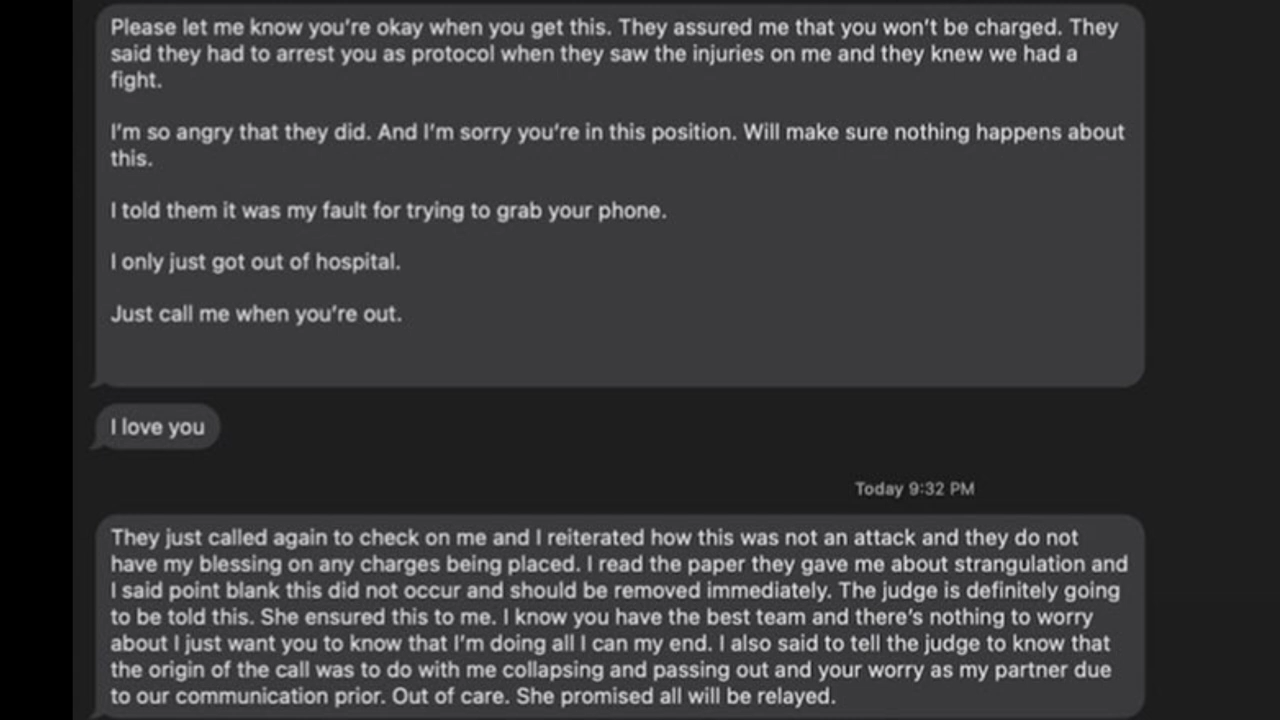 Please let me know you're okay when you get this. They assured me that you won't be charged. They
said they had to arrest you as protocol when they saw the injuries on me and they knew we had a
fight.
I'm so angry that they did. And I'm sorry you're in this position. Will make sure nothing happens about
this.
I told them it was my fault for trying to grab your phone.
I only just got out of hospital.
Just call me when you're out.
I love you
Today 9:32 PM
They just called again to check on me and I reiterated how this was not an attack and they do not
have my blessing on any charges being placed. I read the paper they gave me about strangulation and
I said point blank this did not occur and should be removed immediately. The judge is definitely going
to be told this. She ensured this to me. I know you have the best team and there's nothing to worry
about I just want you to know that I'm doing all I can my end. I also said to tell the judge to know that
the origin of the call was to do with me collapsing and passing out and your worry as my partner due
to our communication prior. Out of care. She promised all will be relayed.